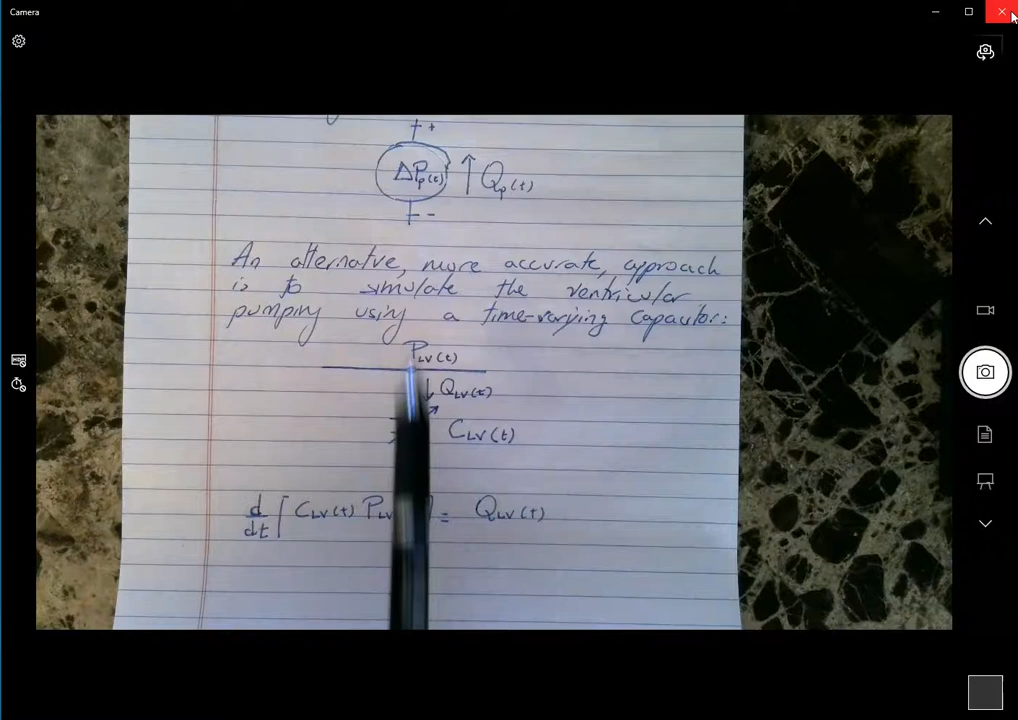 Camera
+
ΔPp(t) Qp(t)
-
An alternatve, more accurate, approach
is to simulate the ventricular
pumping using a time-varying capacitor:
PLV(t)
QLV(t)
CLV(t)
d/dt [ CLV(t) PLV ] = QLV(t)